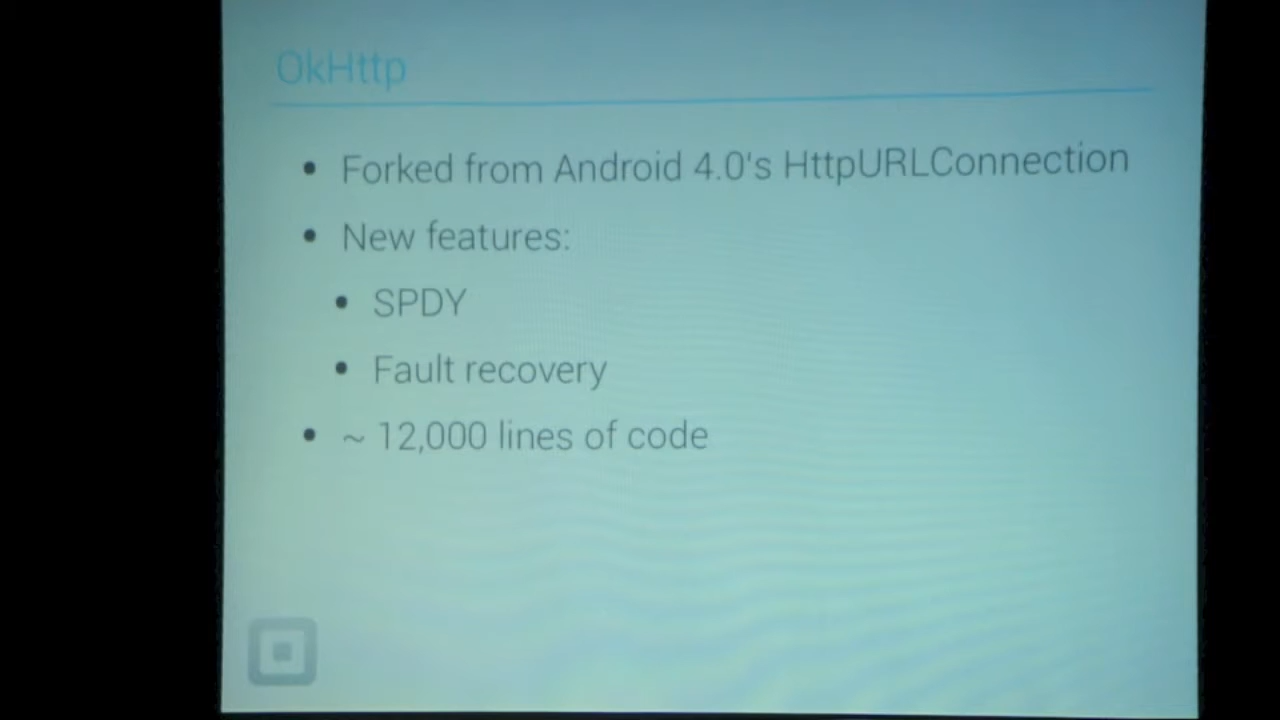 OkHttp
• Forked from Android 4.0's HttpURLConnection
• New features:
• SPDY
• Fault recovery
• ~ 12,000 lines of code